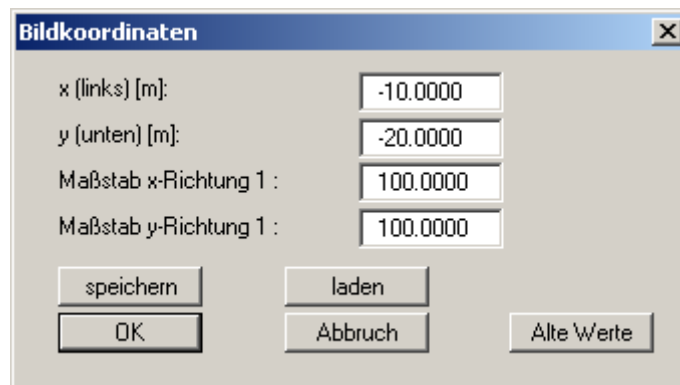 Bildkoordinaten
x (links) [m]: -10.0000
y (unten) [m]: -20.0000
Maßstab x-Richtung 1 : 100.0000
Maßstab y-Richtung 1 : 100.0000
speichern laden
OK Abbruch Alte Werte